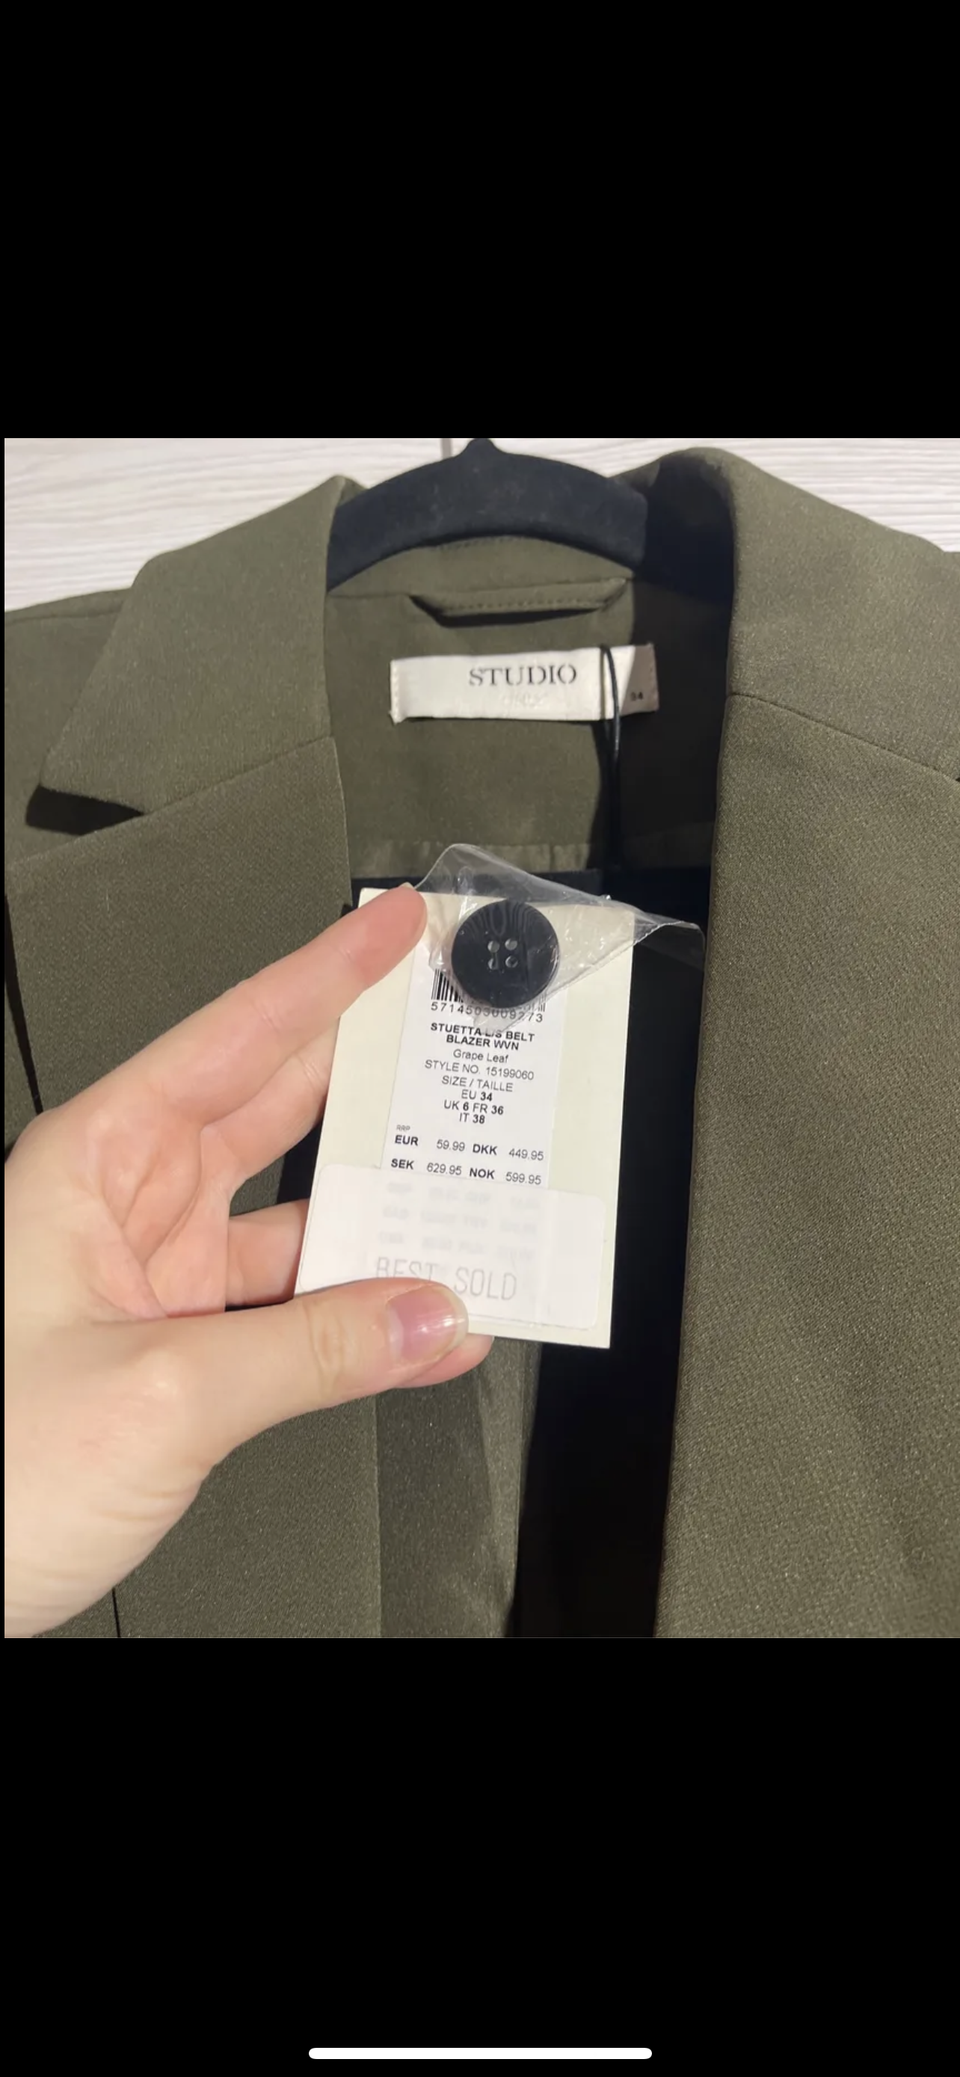 STUDIO
34
5714503009273
STUETTA L/S BELT
BLAZER WVN
Grape Leaf
STYLE NO. 15199060
SIZE / TAILLE
EU 34
UK 6 FR 36
IT 38
RRP
EUR 59.99 DKK 449.95
SEK 629.95 NOK 599.95
BEST SOLD